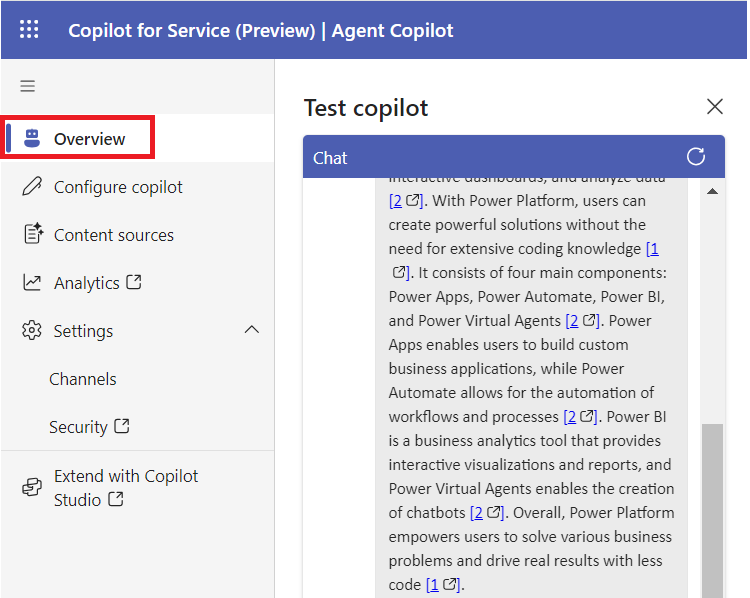 Copilot for Service (Preview) | Agent Copilot
Overview
Configure copilot
Content sources
Analytics
Settings
Channels
Security
Extend with Copilot
Studio
Test copilot
Chat
interactive dashboards, and analyze data
[2]. With Power Platform, users can
create powerful solutions without the
need for extensive coding knowledge [1
]. It consists of four main components:
Power Apps, Power Automate, Power BI,
and Power Virtual Agents [2]. Power
Apps enables users to build custom
business applications, while Power
Automate allows for the automation of
workflows and processes [2]. Power BI
is a business analytics tool that provides
interactive visualizations and reports, and
Power Virtual Agents enables the creation
of chatbots [2]. Overall, Power Platform
empowers users to solve various business
problems and drive real results with less
code [1].